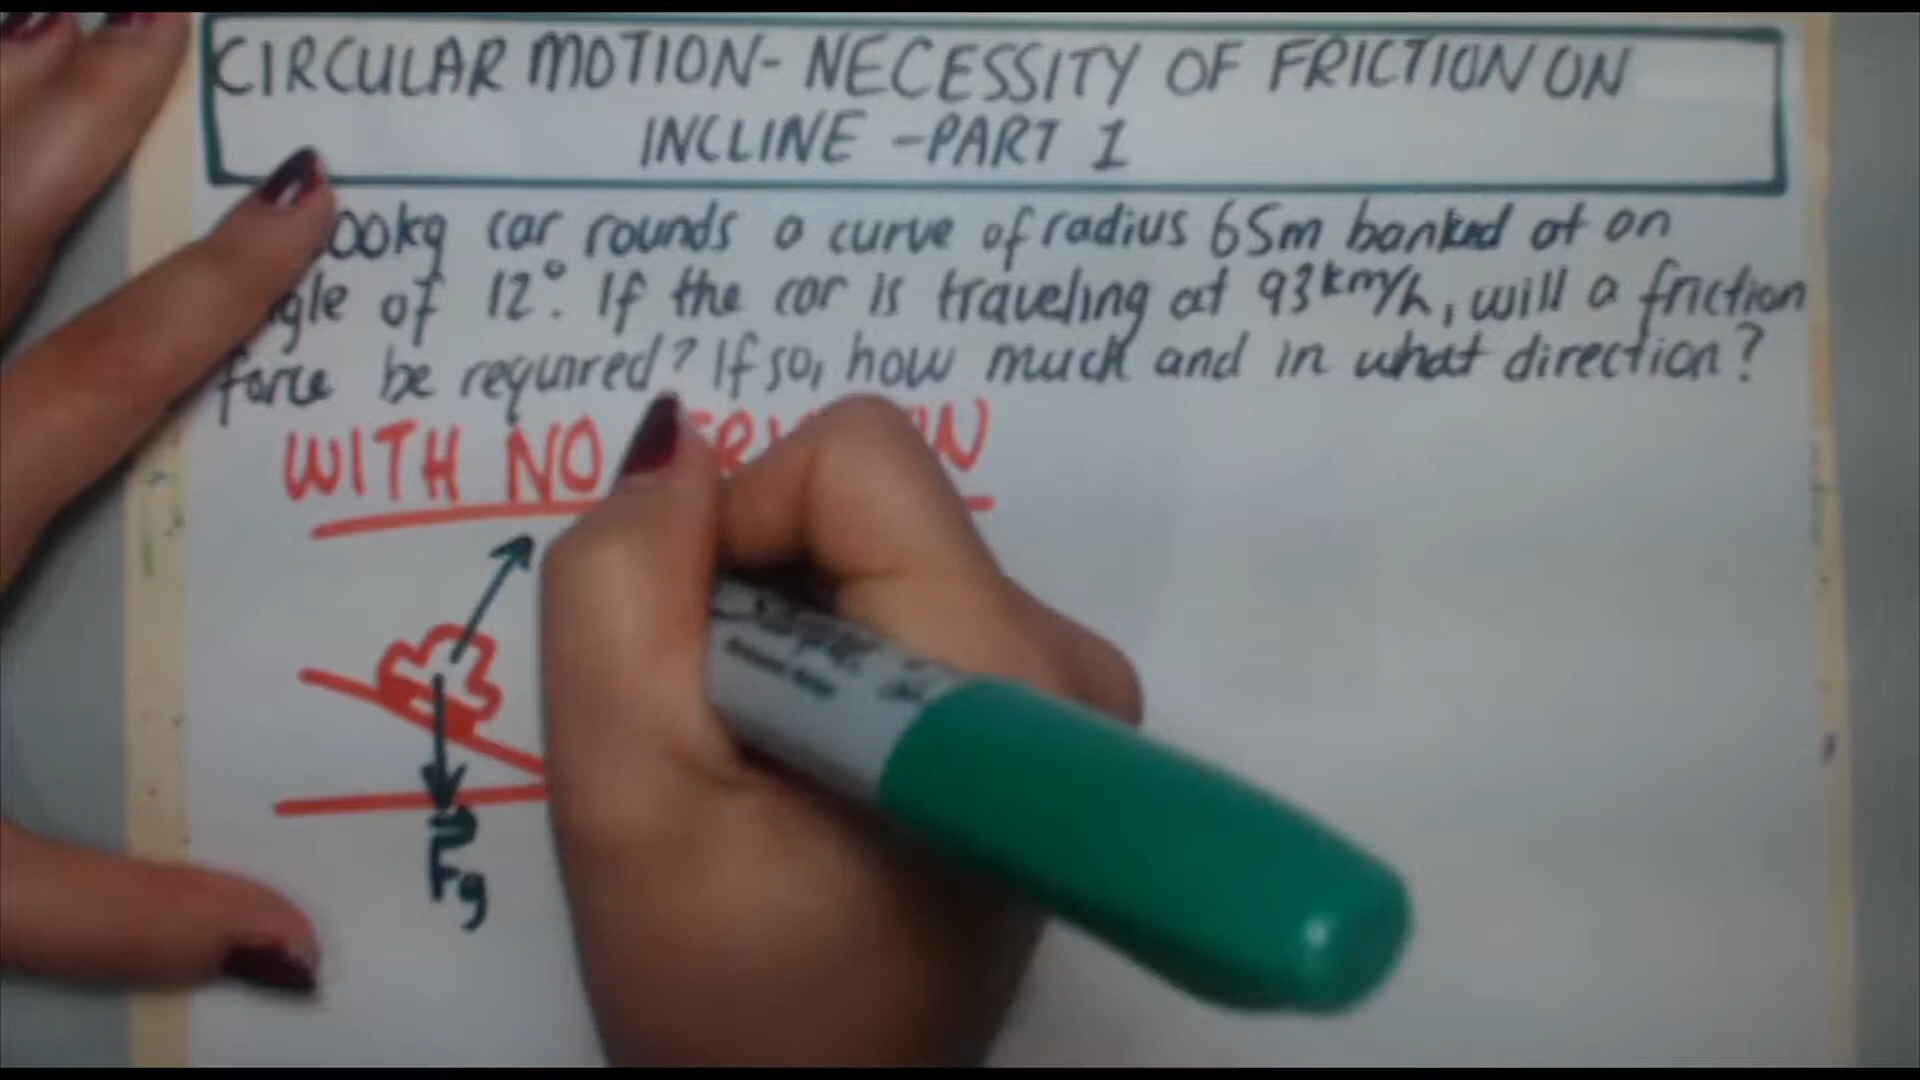 CIRCULAR MOTION- NECESSITY OF FRICTION ON
INCLINE -PART 1
00kg car rounds a curve of radius 65m banked at an
gle of 12°. If the car is traveling at 93km/h, will a friction
force be required? If so, how much and in what direction?
WITH NO
Fg